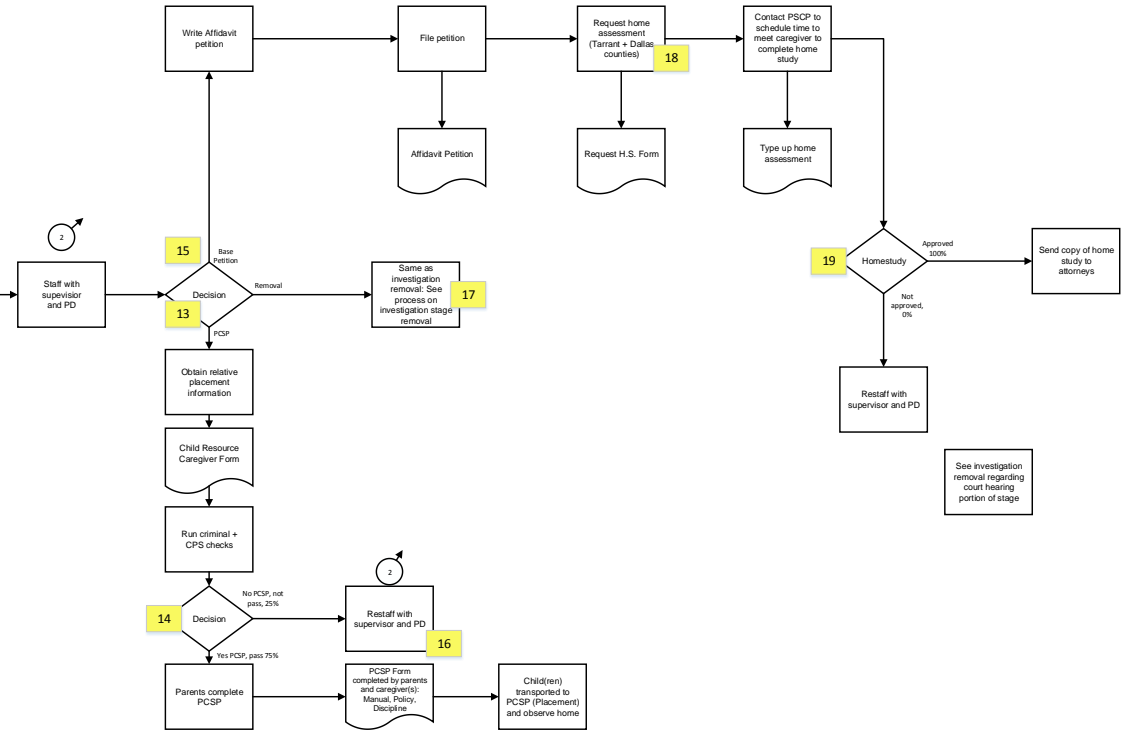 Write Affidavit
petition
File petition
Request home
assessment
(Tarrant + Dallas
counties)
18
Contact PSCP to
schedule time to
meet caregiver to
complete home
study
Affidavit Petition
Request H.S. Form
Type up home
assessment
2
Staff with
supervisior
and PD
15
Base
Petition
Decision
13
Removal
PCSP
Same as
investigation
removal: See
process on
investigation stage
removal
17
19
Homestudy
Approved
100%
Send copy of home
study to
attorneys
Not
approved,
0%
Restaff with
supervisor and PD
See investigation
removal regarding
court hearing
portion of stage
Obtain relative
placement
information
Child Resource
Caregiver Form
Run criminal +
CPS checks
14
Decision
No PCSP, not
pass, 25%
2
Restaff with
supervisor and PD
16
Yes PCSP, pass 75%
Parents complete
PCSP
PCSP Form
completed by parents
and caregiver(s):
Manual, Policy,
Discipline
Child(ren)
transported to
PCSP (Placement)
and observe home